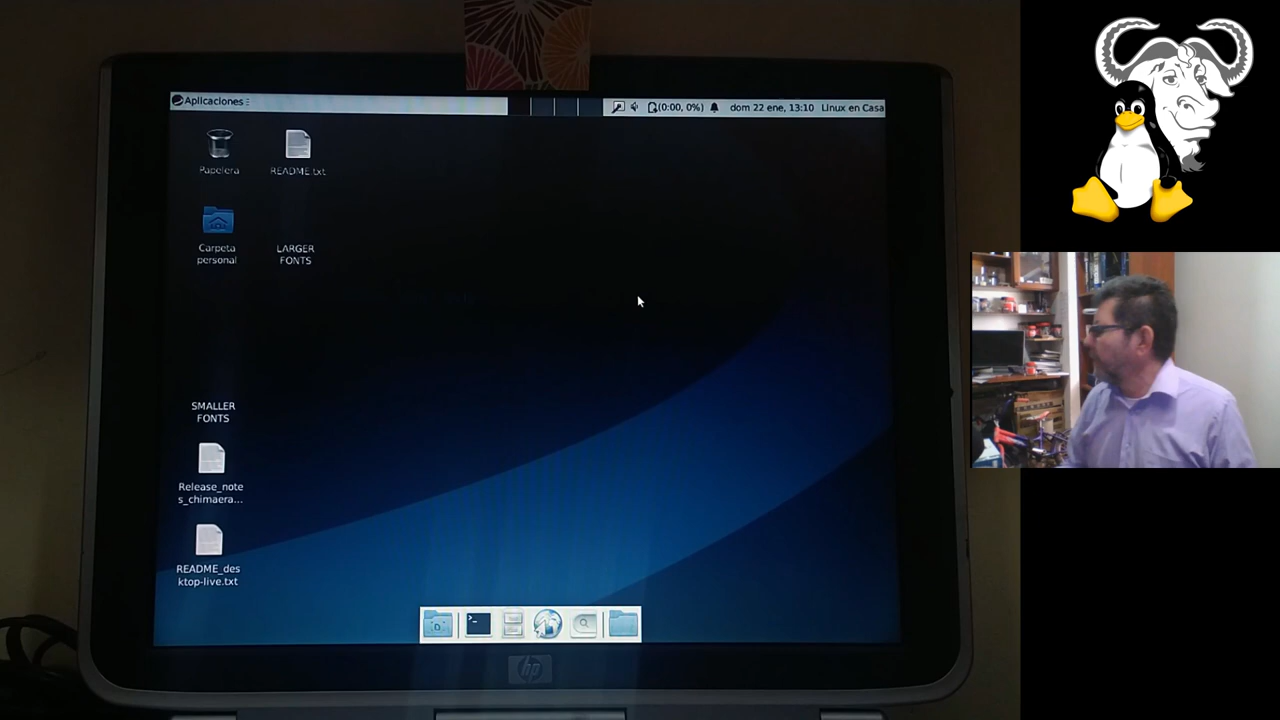 Aplicaciones
(0:00, 0%)
dom 22 ene, 13:10
Linux en Casa
Papelera
README.txt
Carpeta
personal
LARGER
FONTS
SMALLER
FONTS
Release_note
s_chimaera...
README_des
ktop-live.txt
hp